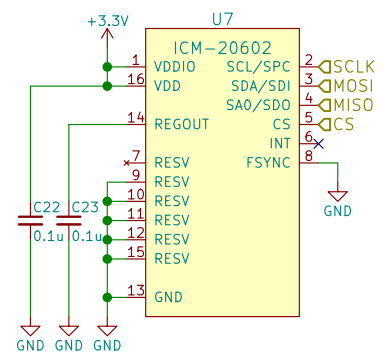 U7
+3.3V
ICM-20602
1 VDDIO SCL/SPC 2 SCLK
16 VDD SDA/SDI 3 MOSI
SA0/SDO 4 MISO
14 REGOUT CS 5 CS
INT 6
7 RESV FSYNC 8
9 RESV
10 RESV
C22 C23 GND
11 RESV
0.1u 0.1u 12 RESV
15 RESV
13 GND
GND GND GND